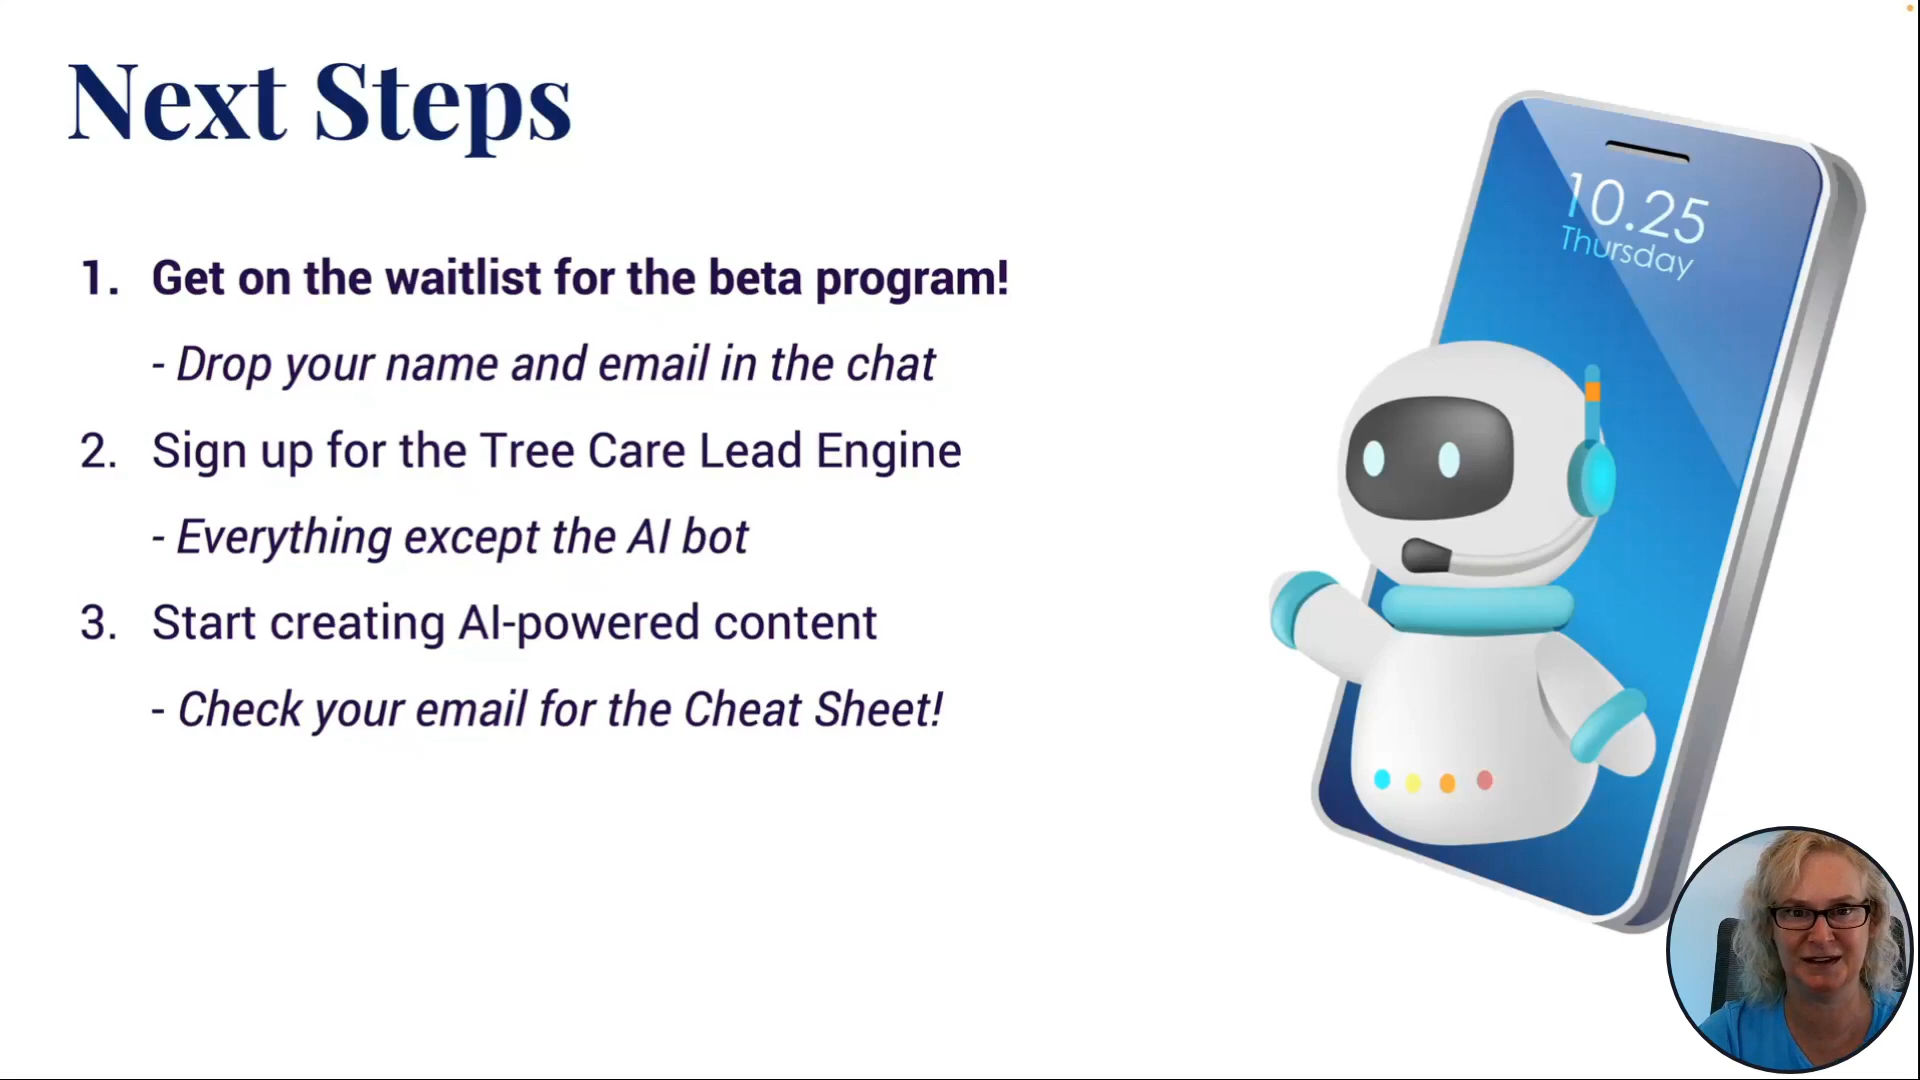 Next Steps
1. Get on the waitlist for the beta program!
- Drop your name and email in the chat
2. Sign up for the Tree Care Lead Engine
- Everything except the AI bot
3. Start creating AI-powered content
- Check your email for the Cheat Sheet!
10.25
Thursday